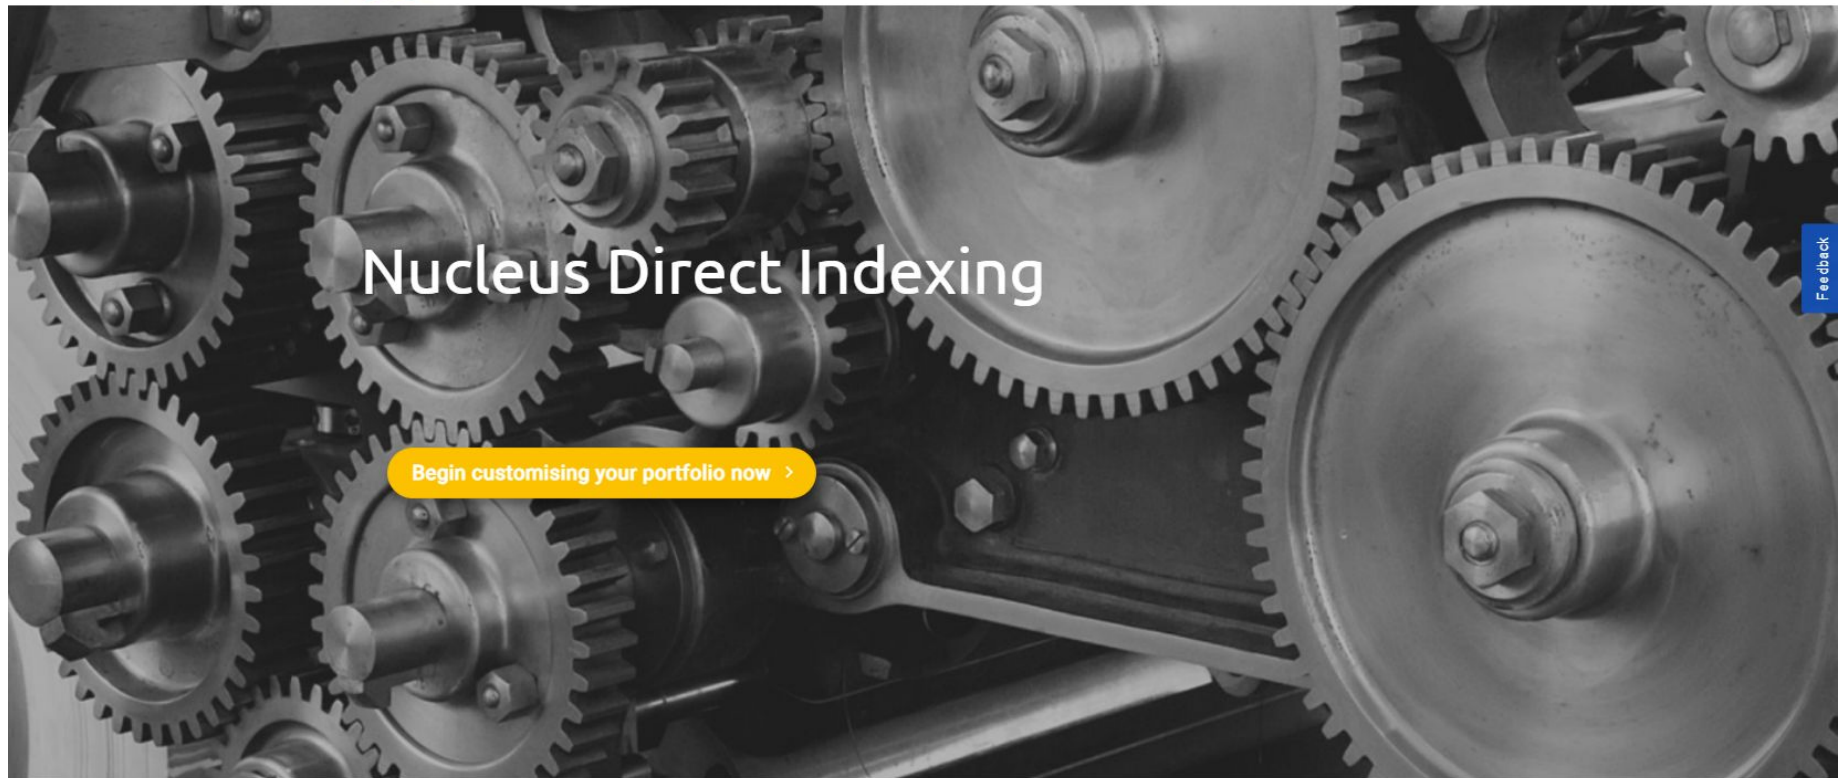 Nucleus Direct Indexing
Begin customising your portfolio now
Feedback